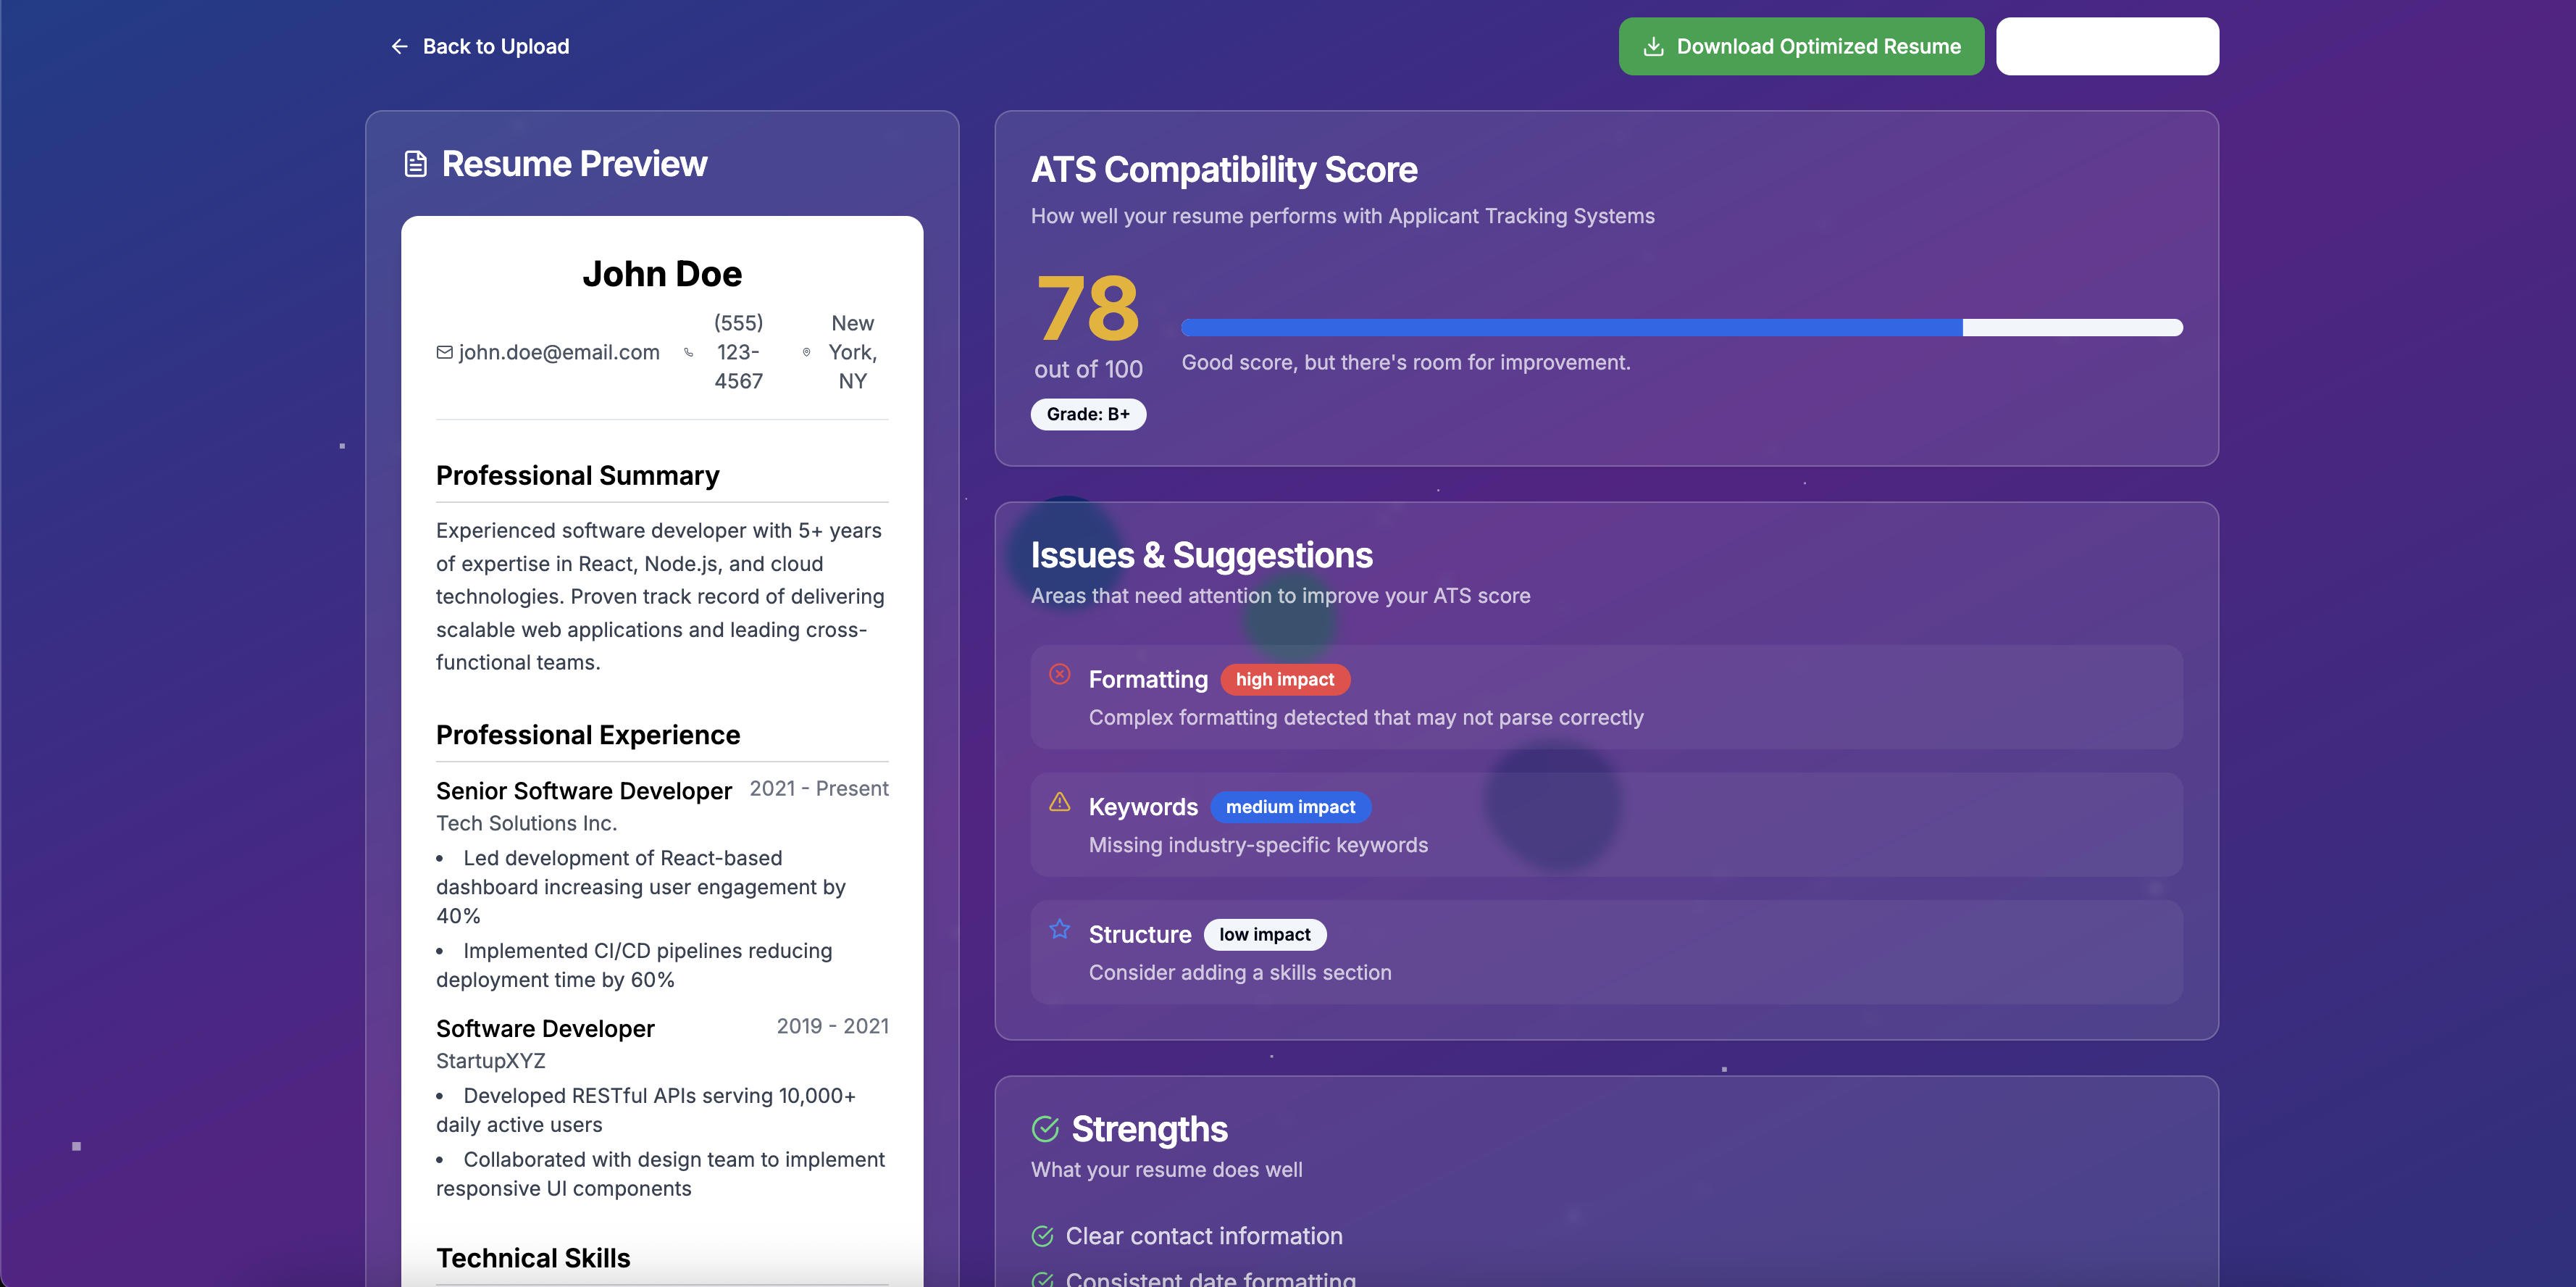 Back to Upload
Download Optimized Resume
Resume Preview
John Doe
john.doe@email.com
(555)
123-
4567
New
York,
NY
Professional Summary
Experienced software developer with 5+ years
of expertise in React, Node.js, and cloud
technologies. Proven track record of delivering
scalable web applications and leading cross-
functional teams.
Professional Experience
Senior Software Developer 2021 - Present
Tech Solutions Inc.
• Led development of React-based
dashboard increasing user engagement by
40%
• Implemented CI/CD pipelines reducing
deployment time by 60%
Software Developer 2019 - 2021
StartupXYZ
• Developed RESTful APIs serving 10,000+
daily active users
• Collaborated with design team to implement
responsive UI components
Technical Skills
ATS Compatibility Score
How well your resume performs with Applicant Tracking Systems
78
out of 100
Grade: B+
Good score, but there's room for improvement.
Issues & Suggestions
Areas that need attention to improve your ATS score
Formatting high impact
Complex formatting detected that may not parse correctly
Keywords medium impact
Missing industry-specific keywords
Structure low impact
Consider adding a skills section
Strengths
What your resume does well
Clear contact information
Consistent date formatting